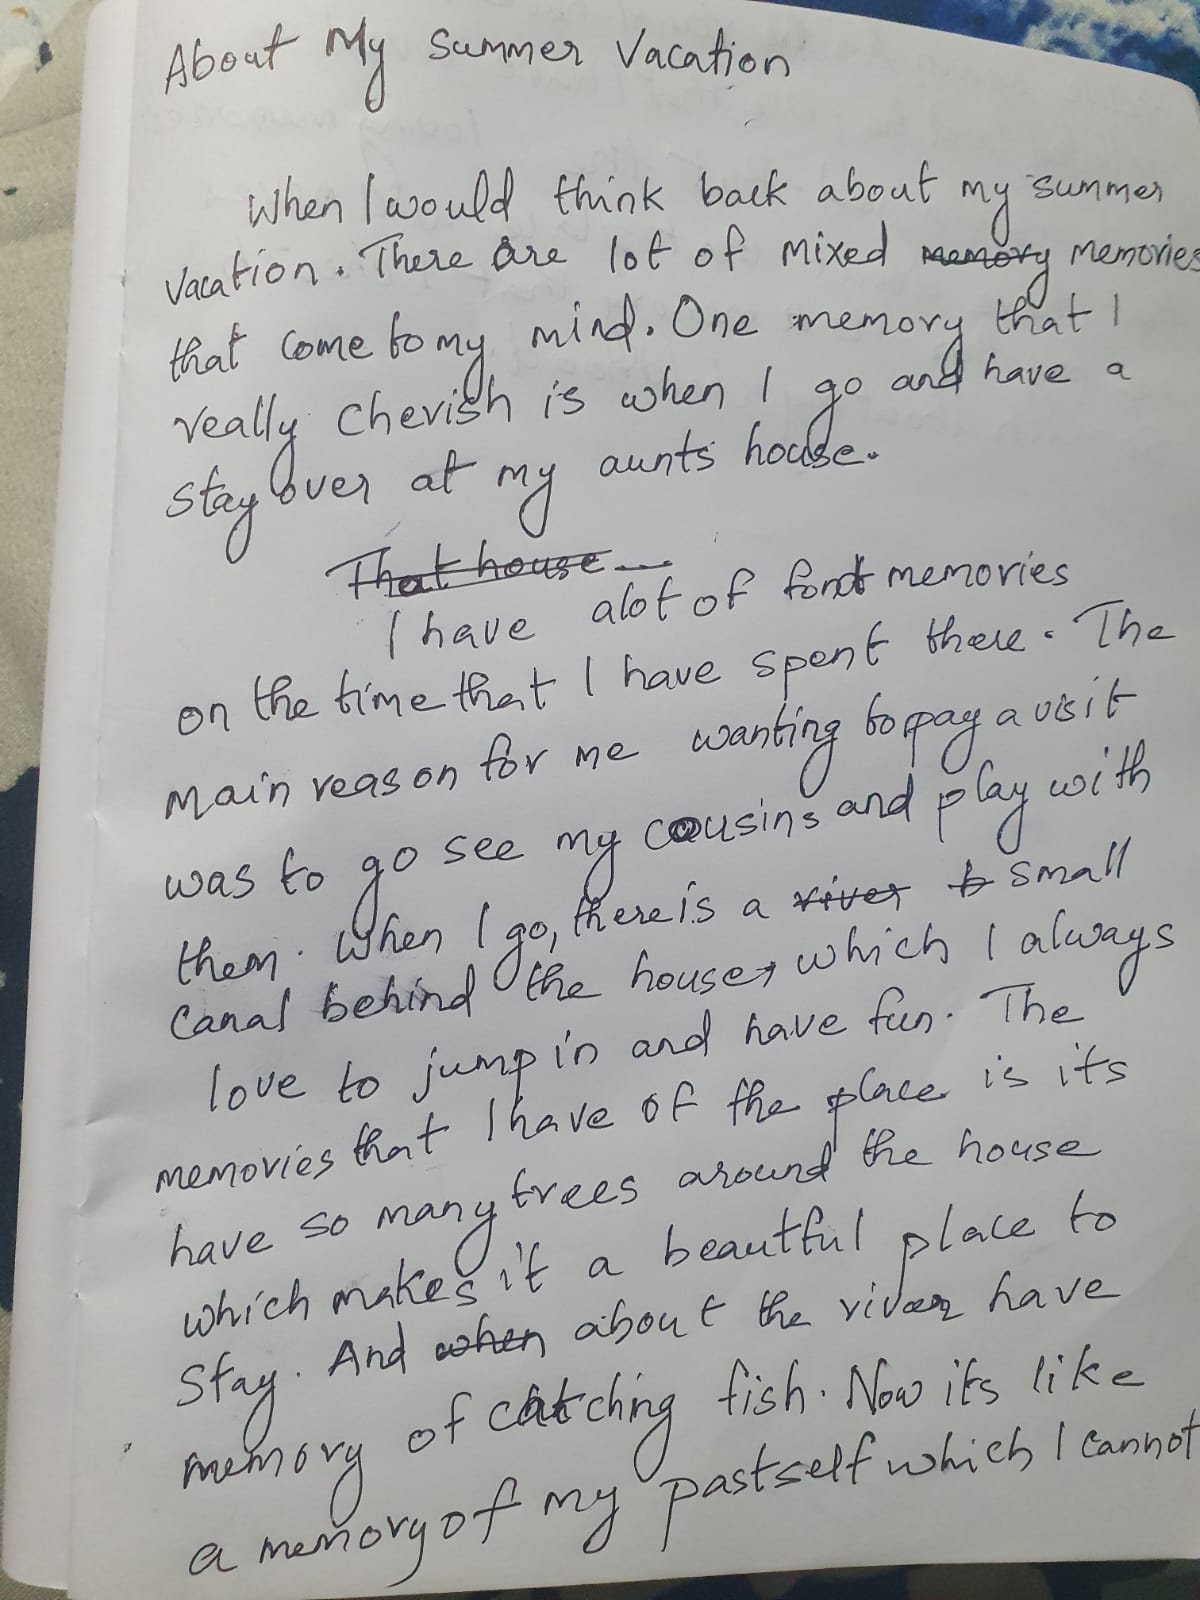 About My Summer Vacation
When I would think back about my summer
vacation. There are lot of mixed memory memories
that come to my mind. One memory that I
really cherish is when I go and have a
stay over at my aunts house.
That house
I have alot of fond memories
on the time that I have spent there. The
main reason for me wanting to pay a visit
was to go see my cousins and play with
them. When I go, there is a river b small
canal behind the house, which I always
love to jump in and have fun. The
memories that I have of the place is its
have so many trees around the house
which makes it a beautful place to
stay. And when about the river have
memory of catching fish. Now its like
a memory of my past self which I cannot